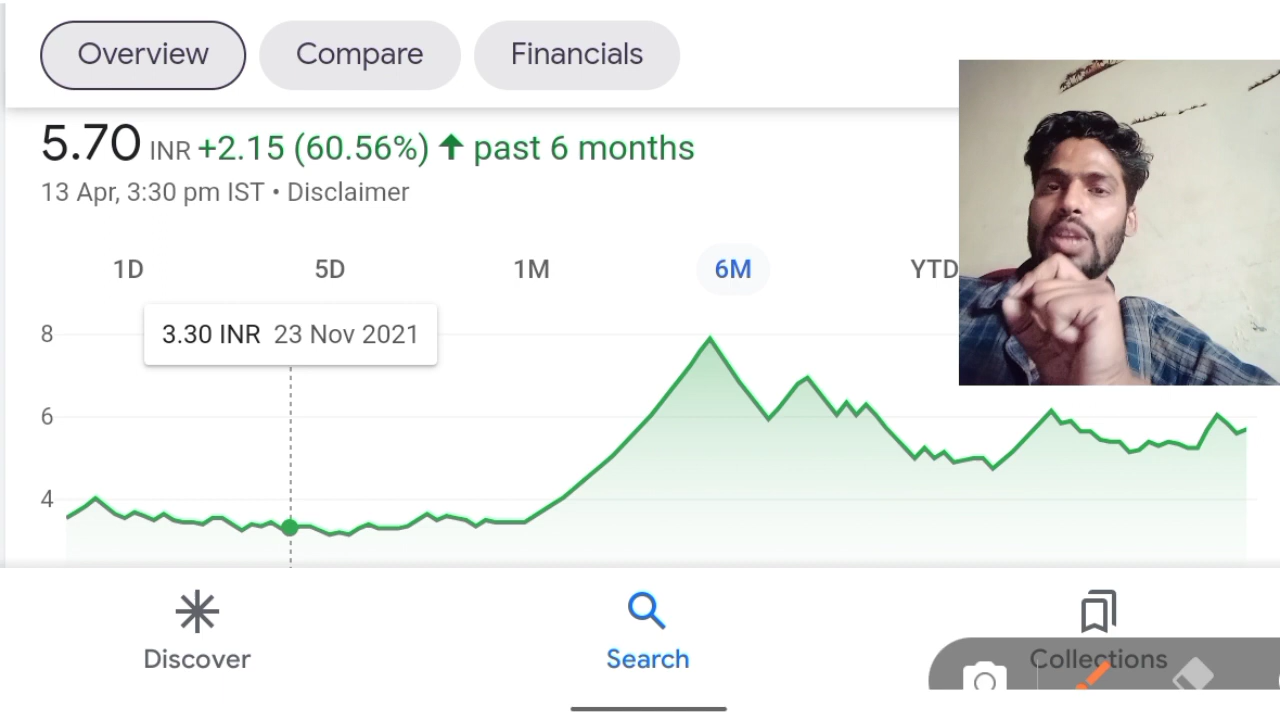 Overview Compare Financials
5.70 INR +2.15 (60.56%) ↑ past 6 months
13 Apr, 3:30 pm IST • Disclaimer
1D 5D 1M 6M YTD
3.30 INR 23 Nov 2021
8
6
4
Discover Search Collections